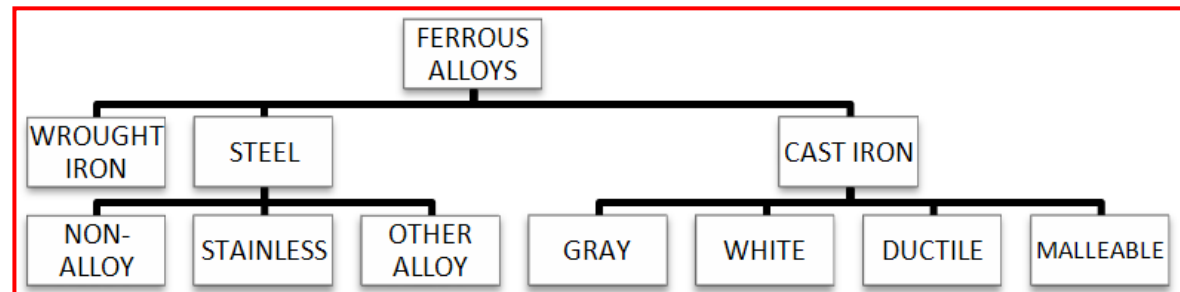 FERROUS
ALLOYS
WROUGHT
IRON
STEEL
CAST IRON
NON-
ALLOY
STAINLESS
OTHER
ALLOY
GRAY
WHITE
DUCTILE
MALLEABLE